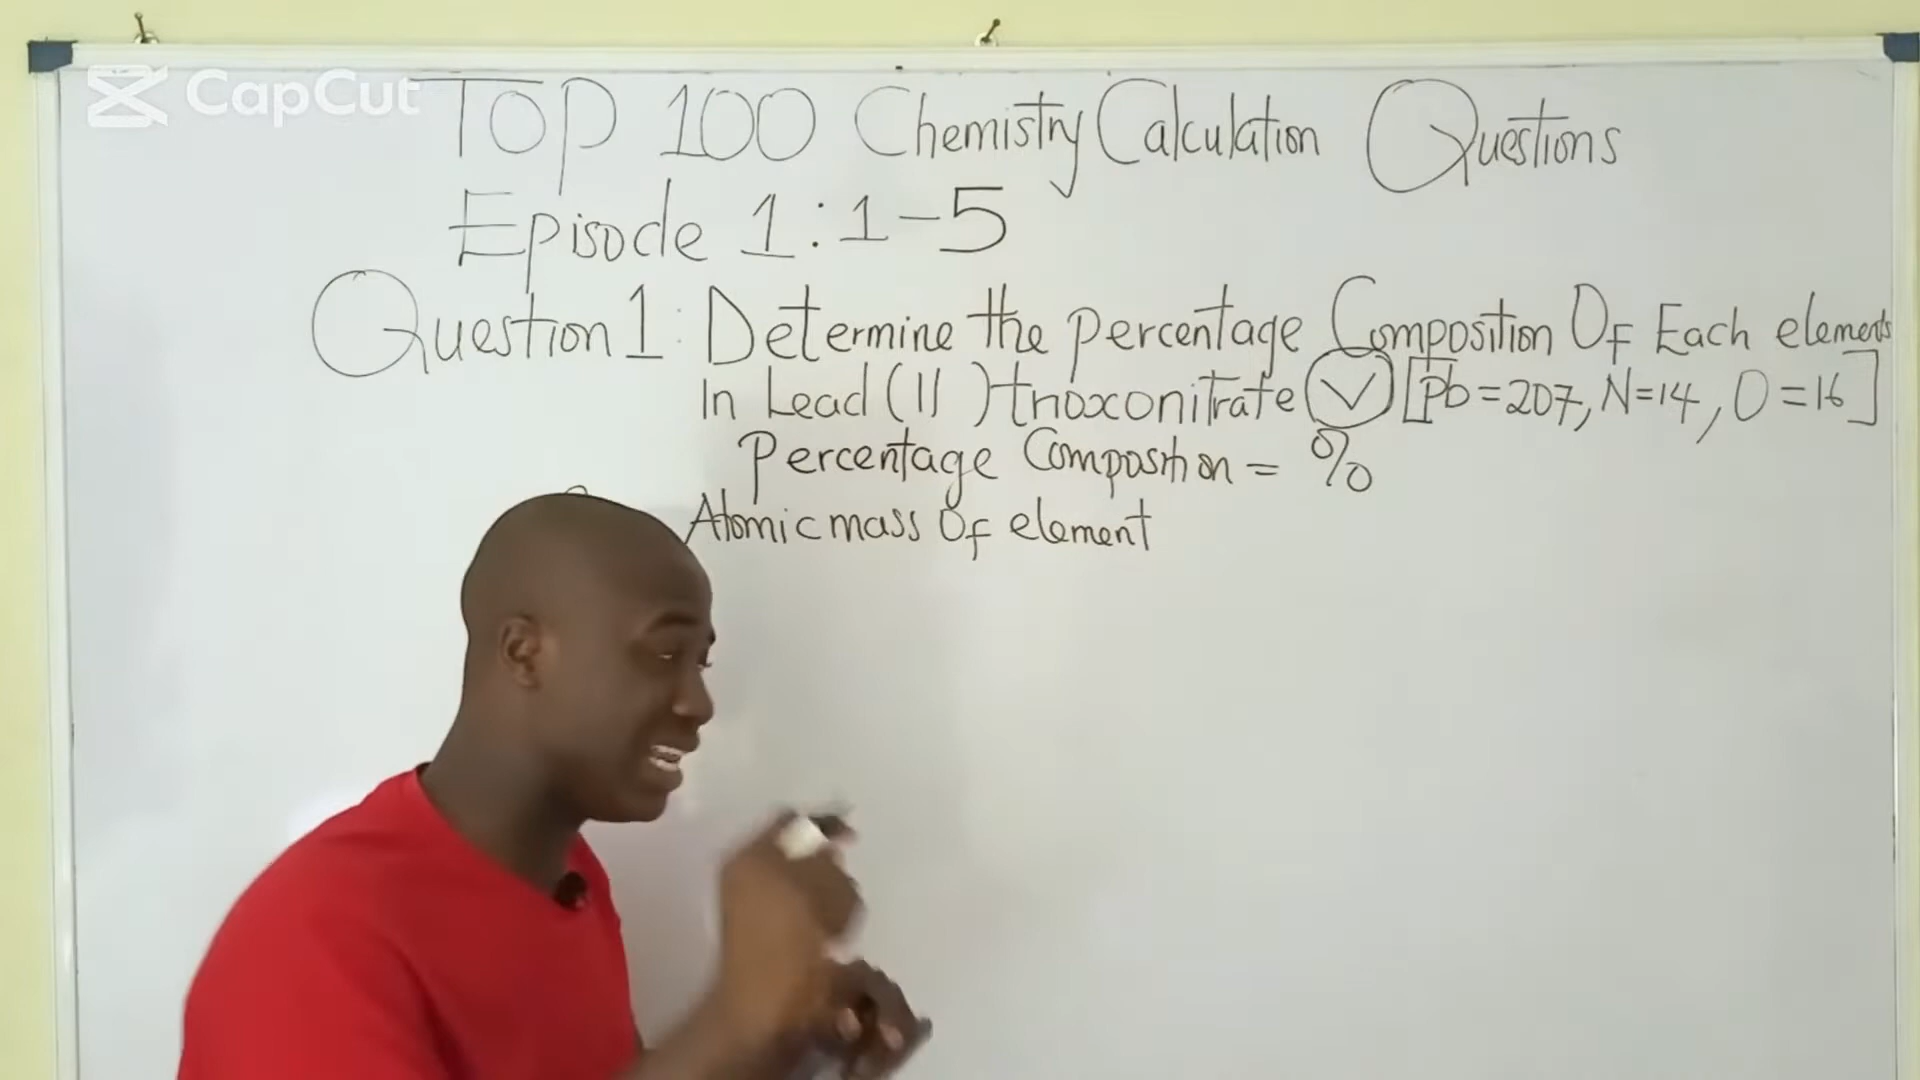 CapCut
TOP 100 Chemistry Calculation Questions
Episode 1:1-5
Question 1: Determine the percentage Composition Of Each elements
In Lead (II) trioxonitrate (V) [Pb=207, N=14, O=16]
Percentage Composition = %
Atomic mass Of element